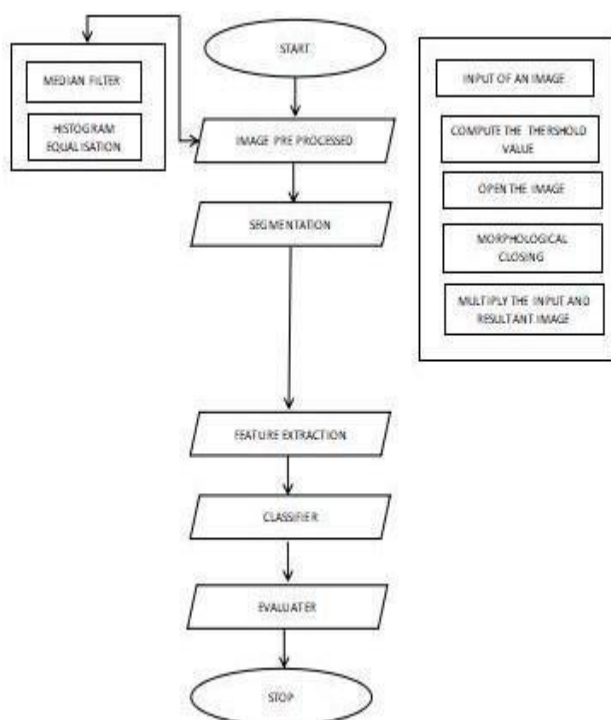 START
MEDIAN FILTER
HISTOGRAM
EQUALISATION
IMAGE PRE PROCESSED
SEGMENTATION
FEATURE EXTRACTION
CLASSIFIER
EVALUATER
STOP
INPUT OF AN IMAGE
COMPUTE THE THERSHOLD
VALUE
OPEN THE IMAGE
MORPHOLOGICAL
CLOSING
MULTIPLY THE INPUT AND
RESULTANT IMAGE